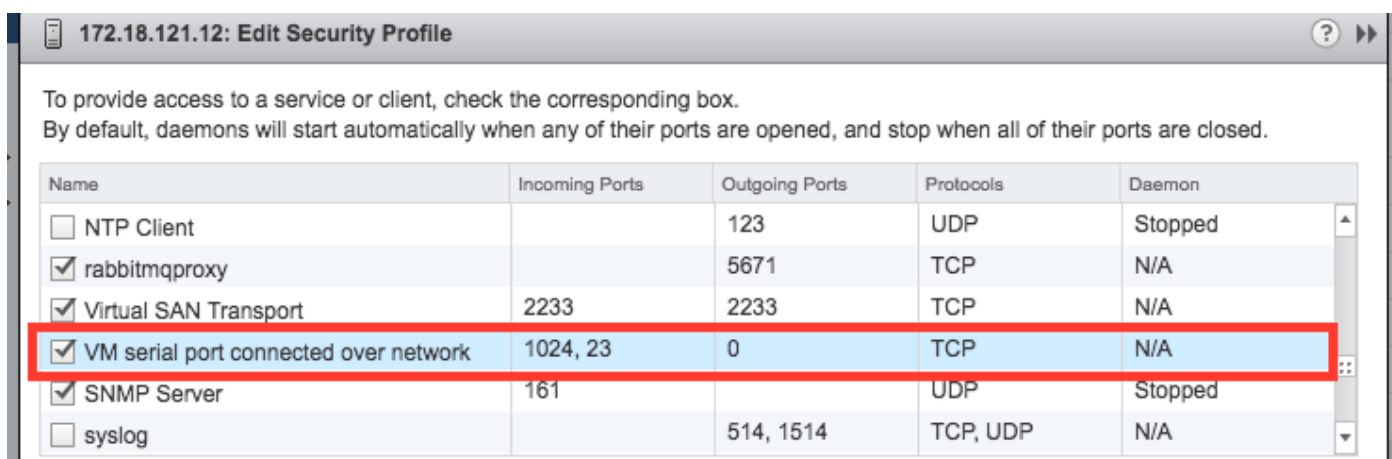 172.18.121.12: Edit Security Profile
To provide access to a service or client, check the corresponding box.
By default, daemons will start automatically when any of their ports are opened, and stop when all of their ports are closed.
Name Incoming Ports Outgoing Ports Protocols Daemon
NTP Client 123 UDP Stopped
rabbitmqproxy 5671 TCP N/A
Virtual SAN Transport 2233 2233 TCP N/A
VM serial port connected over network 1024, 23 0 TCP N/A
SNMP Server 161 UDP Stopped
syslog 514, 1514 TCP, UDP N/A